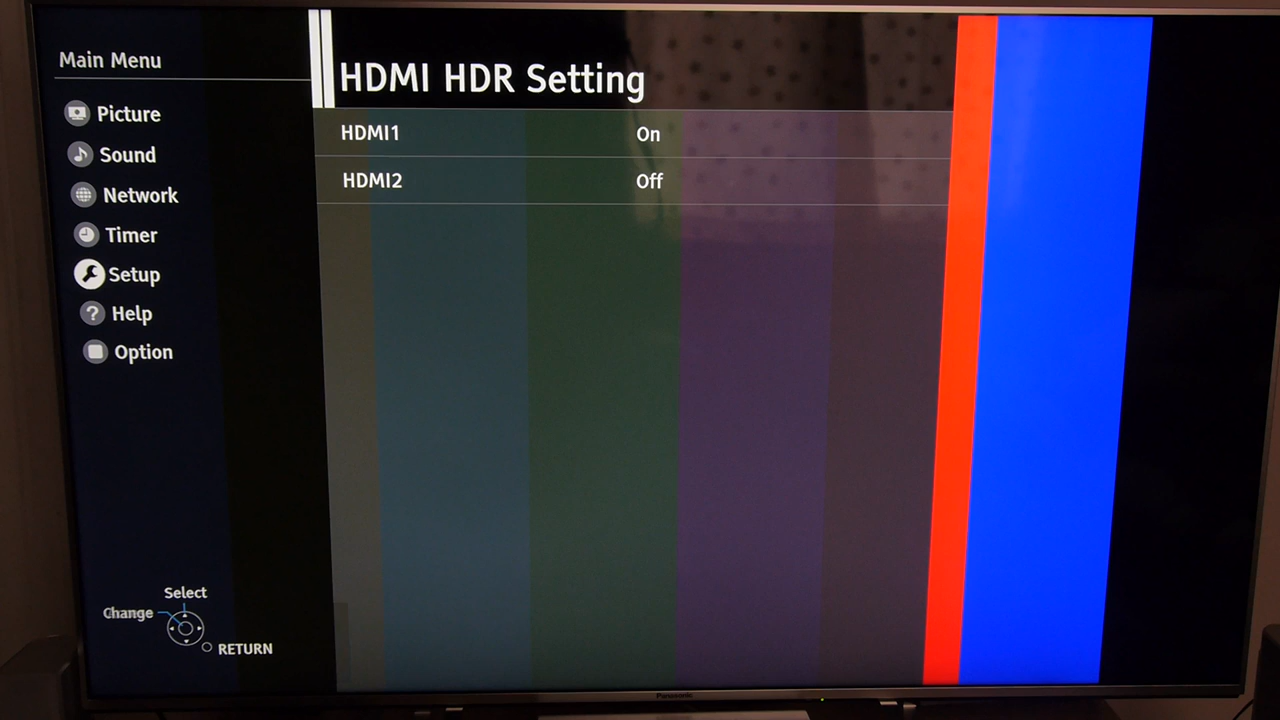 Main Menu
Picture
Sound
Network
Timer
Setup
Help
Option
HDMI HDR Setting
HDMI1 On
HDMI2 Off
Select
Change
RETURN
Panasonic